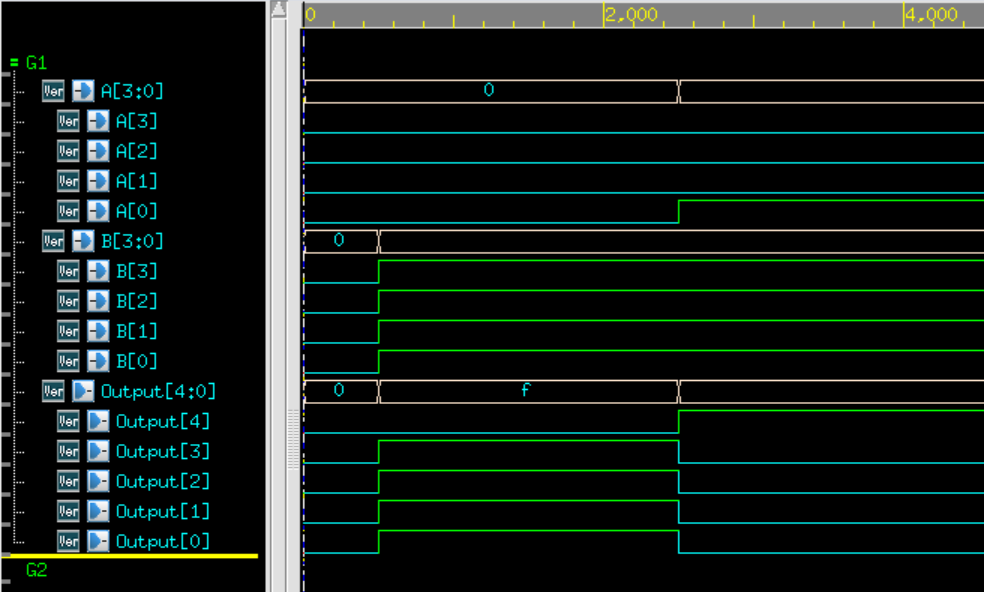 0 2,000 4,000
= G1
Ver A[3:0] 0
Ver A[3]
Ver A[2]
Ver A[1]
Ver A[0]
Ver B[3:0] 0
Ver B[3]
Ver B[2]
Ver B[1]
Ver B[0]
Ver Output[4:0] 0 f
Ver Output[4]
Ver Output[3]
Ver Output[2]
Ver Output[1]
Ver Output[0]
G2